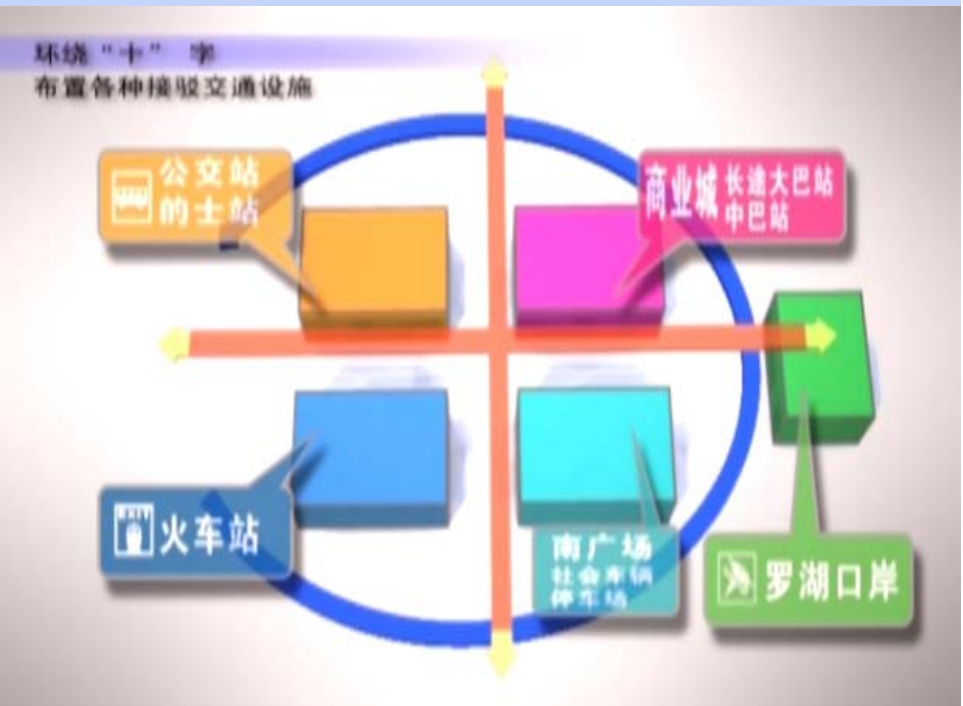 环绕“十” 字
布置各种接驳交通设施
公交站
的士站
商业城 长途大巴站
中巴站
火车站
南广场
社会车辆
停车场
罗湖口岸